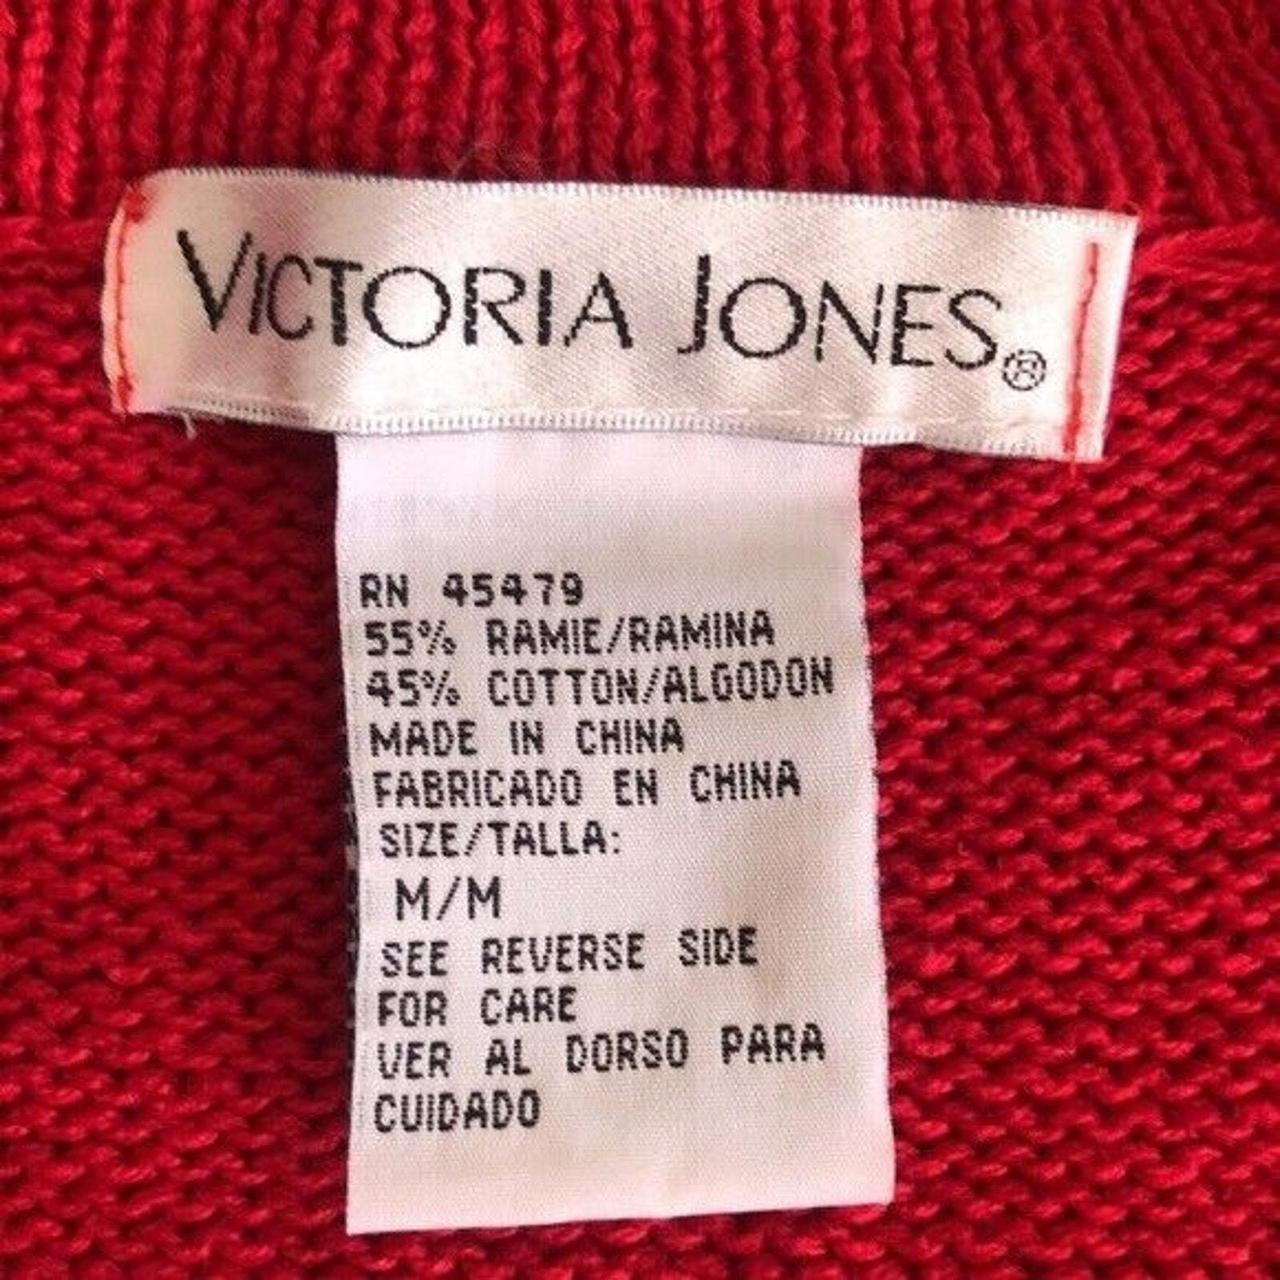 VICTORIA JONES®
RN 45479
55% RAMIE/RAMINA
45% COTTON/ALGODON
MADE IN CHINA
FABRICADO EN CHINA
SIZE/TALLA:
M/M
SEE REVERSE SIDE
FOR CARE
VER AL DORSO PARA
CUIDADO